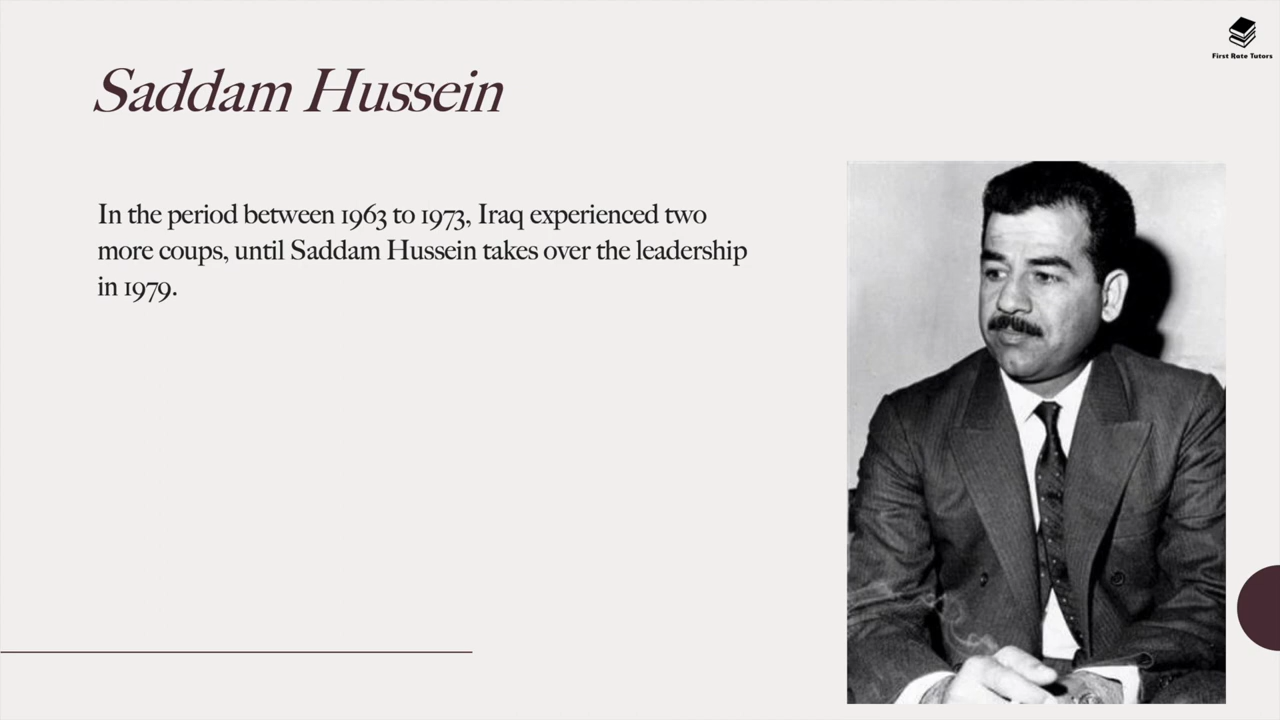 First Rate Tutors
Saddam Hussein
In the period between 1963 to 1973, Iraq experienced two
more coups, until Saddam Hussein takes over the leadership
in 1979.